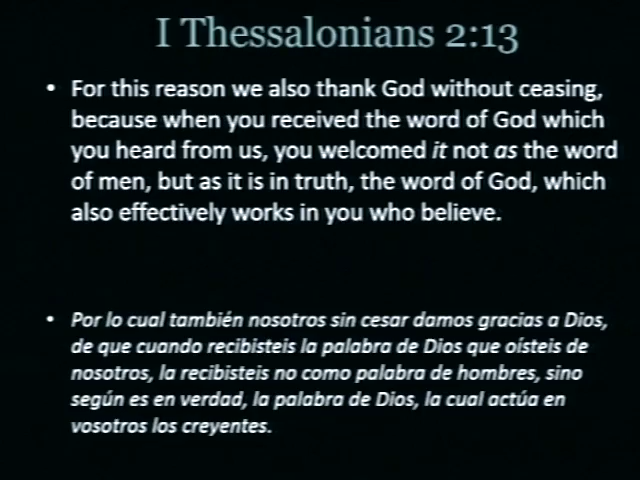 I Thessalonians 2:13
• For this reason we also thank God without ceasing,
because when you received the word of God which
you heard from us, you welcomed it not as the word
of men, but as it is in truth, the word of God, which
also effectively works in you who believe.
• Por lo cual también nosotros sin cesar damos gracias a Dios,
de que cuando recibisteis la palabra de Dios que oísteis de
nosotros, la recibisteis no como palabra de hombres, sino
según es en verdad, la palabra de Dios, la cual actúa en
vosotros los creyentes.